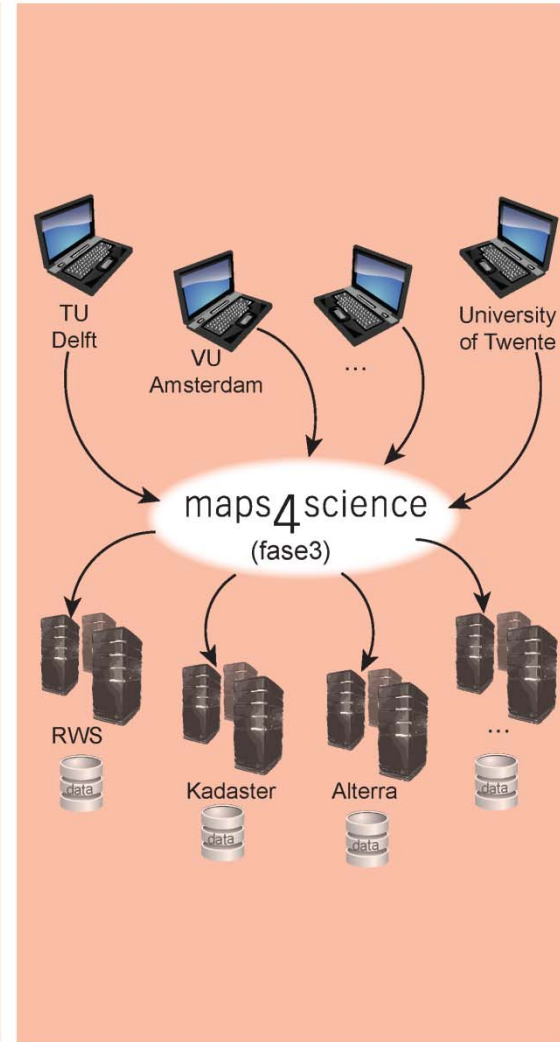 TU
Delft
VU
Amsterdam
...
University
of Twente
maps4science
(fase3)
RWS
data
Kadaster
data
Alterra
data
...
data